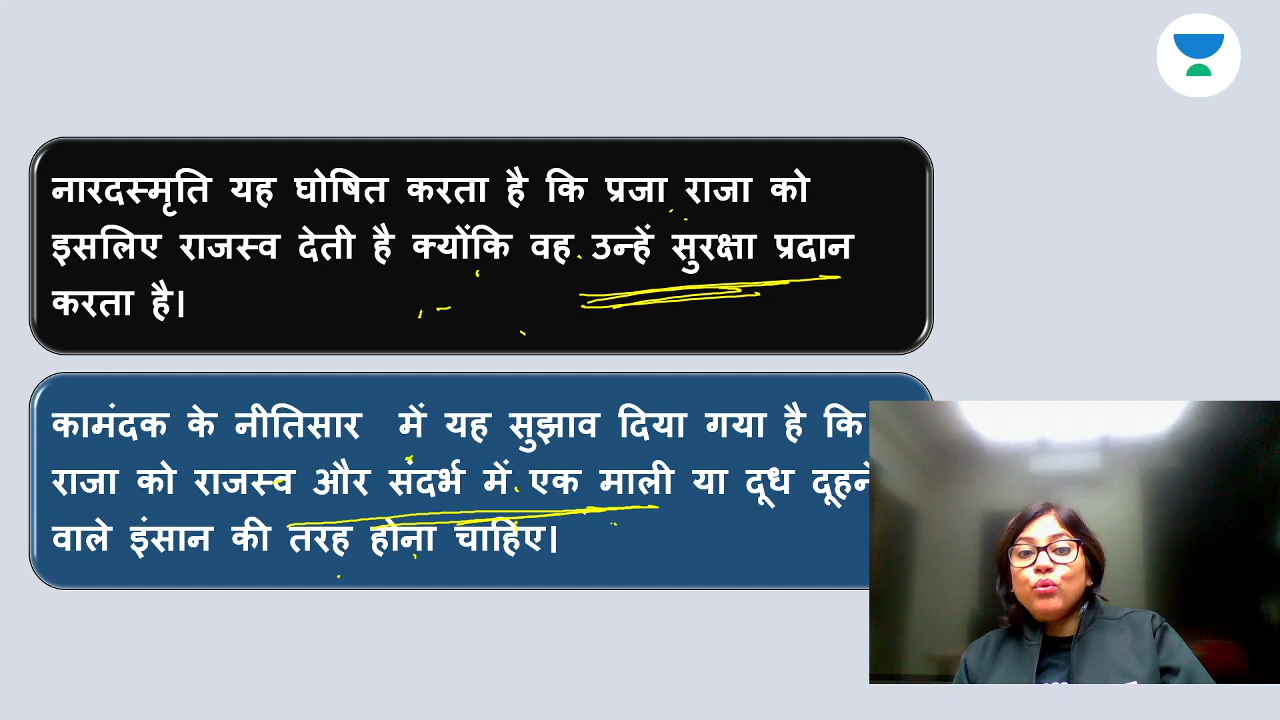 नारदस्मृति यह घोषित करता है कि प्रजा राजा को
इसलिए राजस्व देती है क्योंकि वह उन्हें सुरक्षा प्रदान
करता है।
कामंदक के नीतिसार में यह सुझाव दिया गया है कि
राजा को राजस्व और संदर्भ में एक माली या दूध दूहने
वाले इंसान की तरह होना चाहिए।